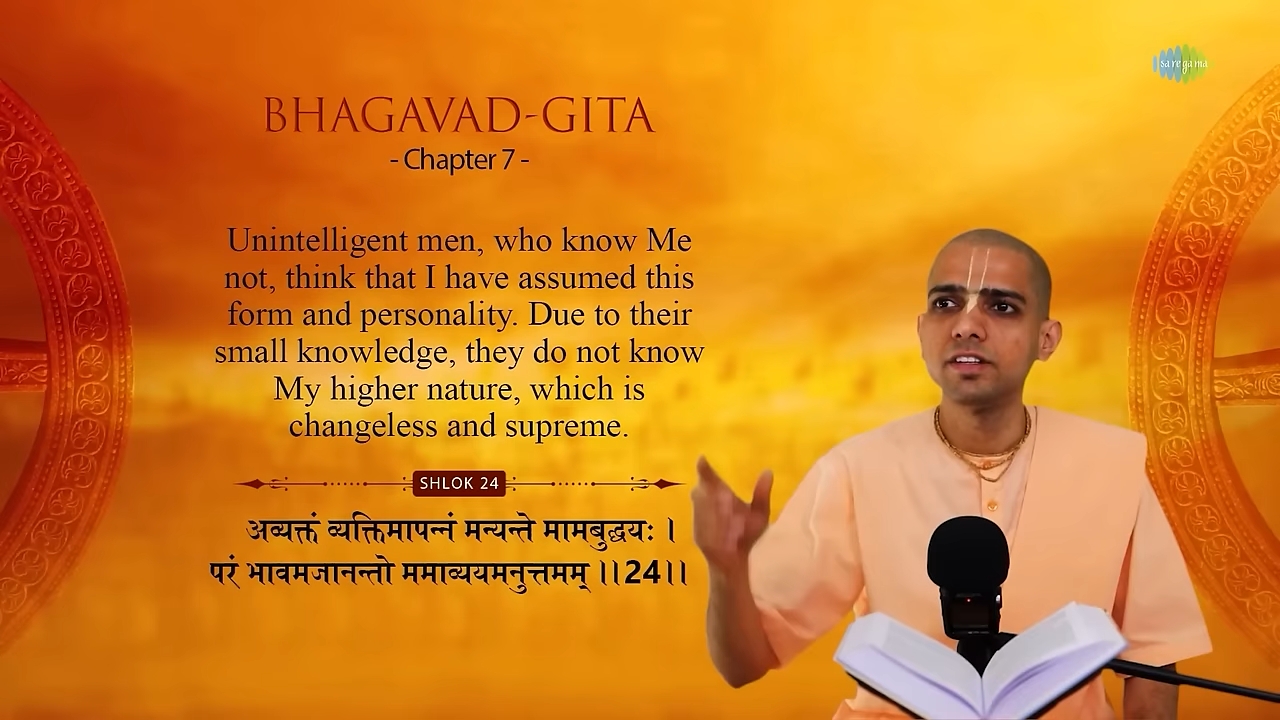 saregama
BHAGAVAD-GITA
- Chapter 7 -
Unintelligent men, who know Me
not, think that I have assumed this
form and personality. Due to their
small knowledge, they do not know
My higher nature, which is
changeless and supreme.
SHLOK 24
अव्यक्तं व्यक्तिमापन्नं मन्यन्ते मामबुद्धयः ।
परं भावमजानन्तो ममाव्ययमनुत्तमम् ।।24।।